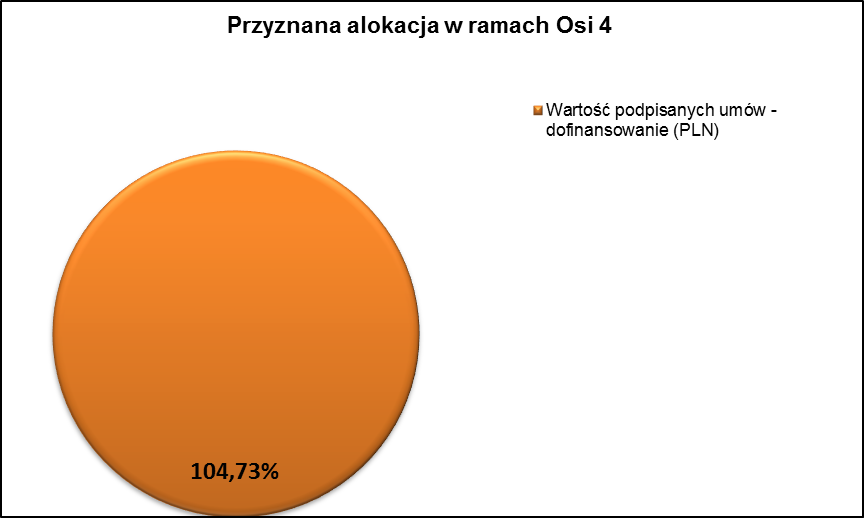 Przyznana alokacja w ramach Osi 4
Wartość podpisanych umów -
dofinansowanie (PLN)
104,73%